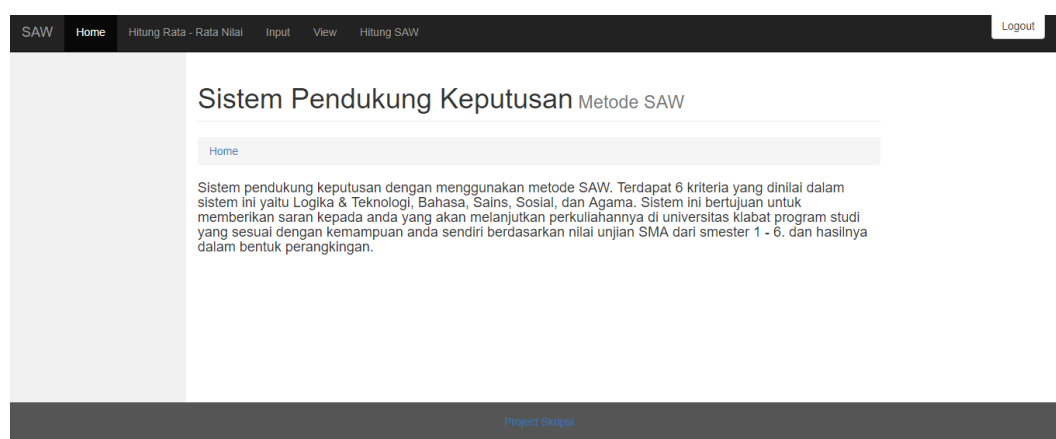 SAW Home Hitung Rata - Rata Nilai Input View Hitung SAW Logout
Sistem Pendukung Keputusan Metode SAW
Home
Sistem pendukung keputusan dengan menggunakan metode SAW. Terdapat 6 kriteria yang dinilai dalam
sistem ini yaitu Logika & Teknologi, Bahasa, Sains, Sosial, dan Agama. Sistem ini bertujuan untuk
memberikan saran kepada anda yang akan melanjutkan perkuliahannya di universitas klabat program studi
yang sesuai dengan kemampuan anda sendiri berdasarkan nilai unjian SMA dari smester 1 - 6. dan hasilnya
dalam bentuk perangkingan.
Project Skripsi